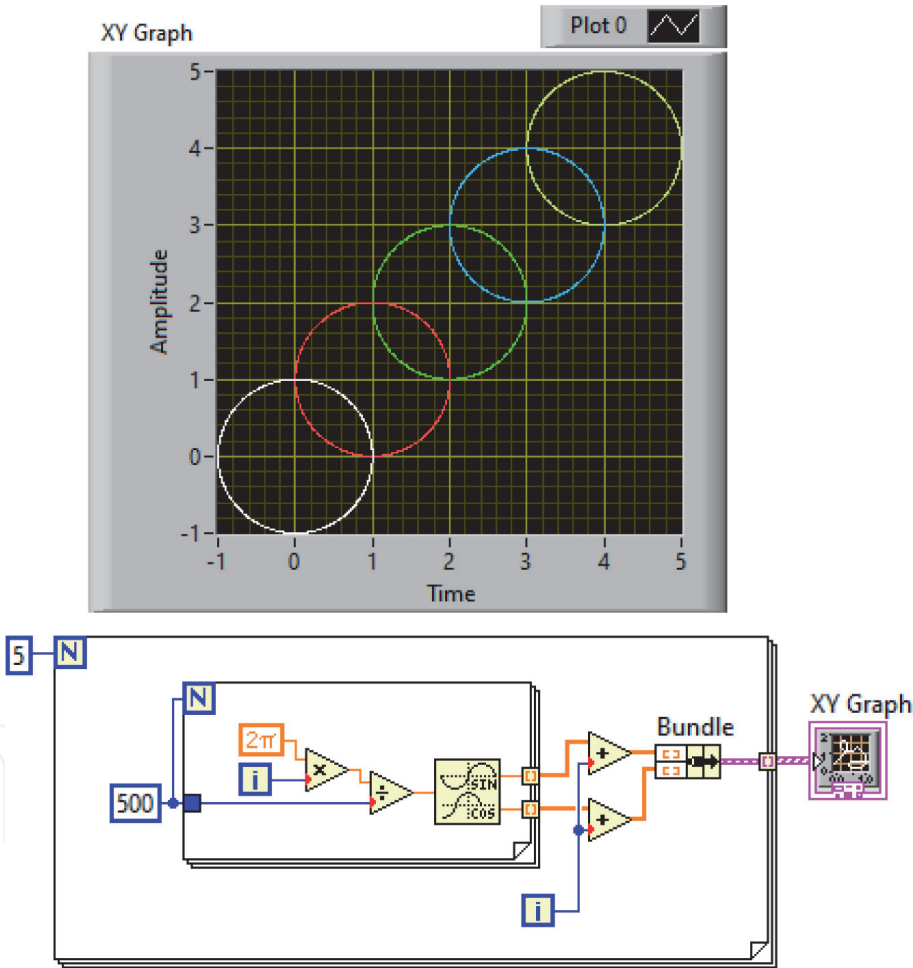 XY Graph
Plot 0
5
4
3
2
1
0
-1
Amplitude
-1 0 1 2 3 4 5
Time
5 N
N
2π
i
×
÷
500
SIN
COS
+
+
Bundle
i
XY Graph